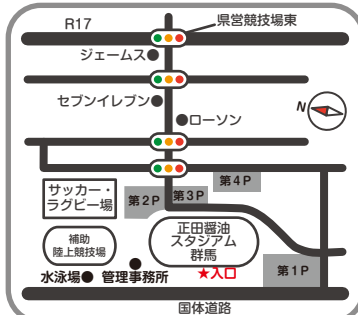 R17
県営競技場東
ジェームス
セブンイレブン
ローソン
N
第4P
第3P
第2P
サッカー・
ラグビー場
正田醤油
スタジアム
群馬
補助
陸上競技場
水泳場
管理事務所
★入口
第1P
国体道路